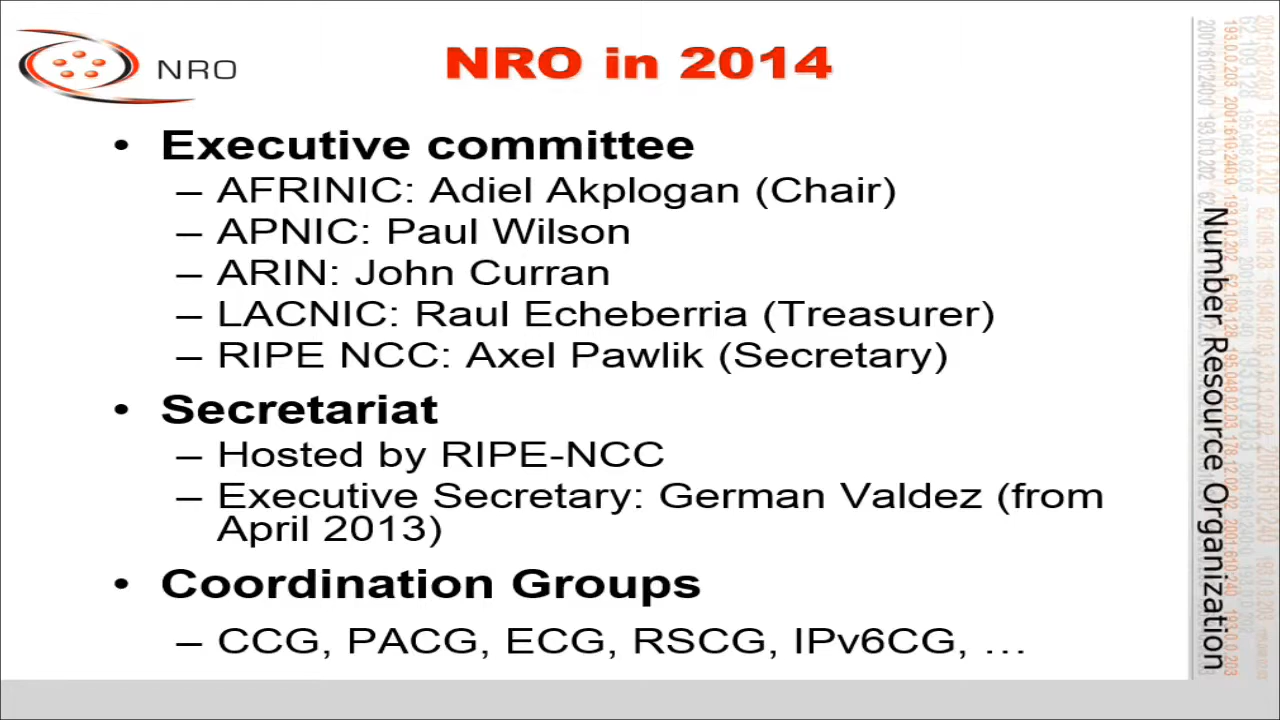 NRO
NRO in 2014
• Executive committee
– AFRINIC: Adiel Akplogan (Chair)
– APNIC: Paul Wilson
– ARIN: John Curran
– LACNIC: Raul Echeberria (Treasurer)
– RIPE NCC: Axel Pawlik (Secretary)
• Secretariat
– Hosted by RIPE-NCC
– Executive Secretary: German Valdez (from
April 2013)
• Coordination Groups
– CCG, PACG, ECG, RSCG, IPv6CG, …
Number Resource Organization